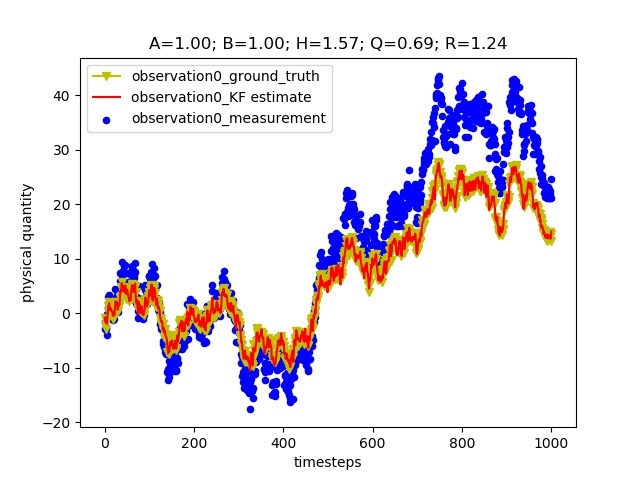 A=1.00; B=1.00; H=1.57; Q=0.69; R=1.24
observation0_ground_truth
observation0_KF estimate
observation0_measurement
40
30
20
10
0
−10
−20
physical quantity
0 200 400 600 800 1000
timesteps